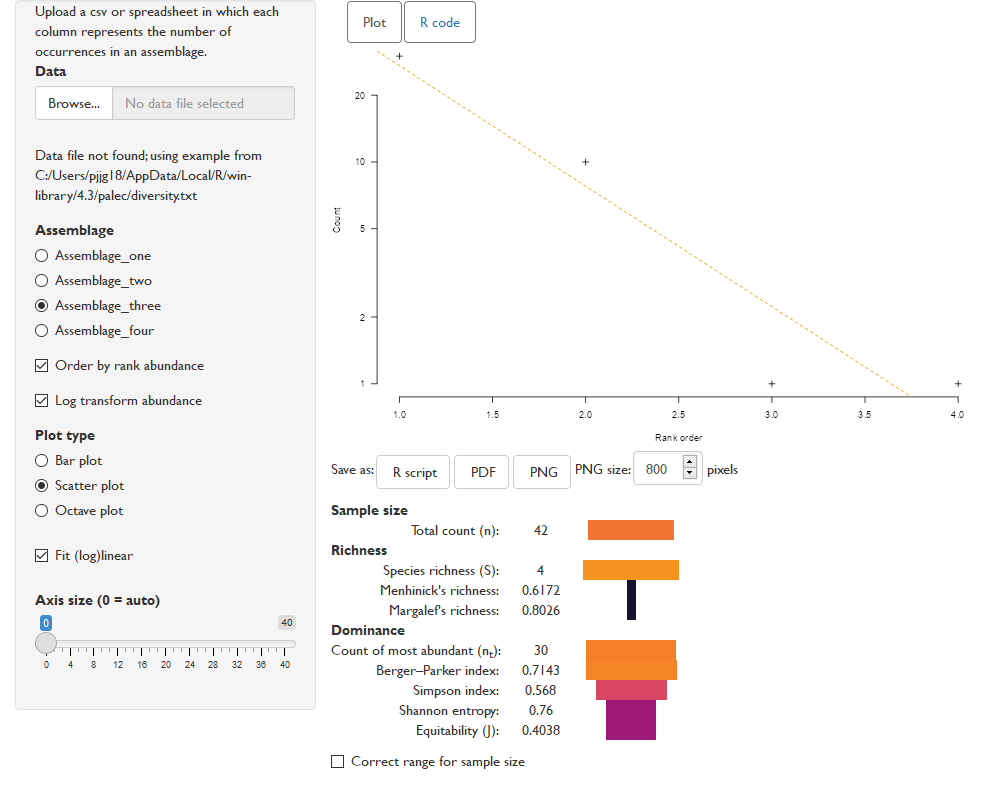 Upload a csv or spreadsheet in which each
column represents the number of
occurrences in an assemblage.
Data
Browse... No data file selected
Data file not found; using example from
C:/Users/pjjg18/AppData/Local/R/win-
library/4.3/palec/diversity.txt
Assemblage
Assemblage_one
Assemblage_two
Assemblage_three
Assemblage_four
Order by rank abundance
Log transform abundance
Plot type
Bar plot
Scatter plot
Octave plot
Fit (log)linear
Axis size (0 = auto)
0 40
0 4 8 12 16 20 24 28 32 36 40
Plot R code
Count
20
10
5
2
1
1.0 1.5 2.0 2.5 3.0 3.5 4.0
Rank order
Save as: R script PDF PNG PNG size: 800 pixels
Sample size
Total count (n): 42
Richness
Species richness (S): 4
Menhinick's richness: 0.6172
Margalef's richness: 0.8026
Dominance
Count of most abundant (nt): 30
Berger–Parker index: 0.7143
Simpson index: 0.568
Shannon entropy: 0.76
Equitability (J): 0.4038
Correct range for sample size